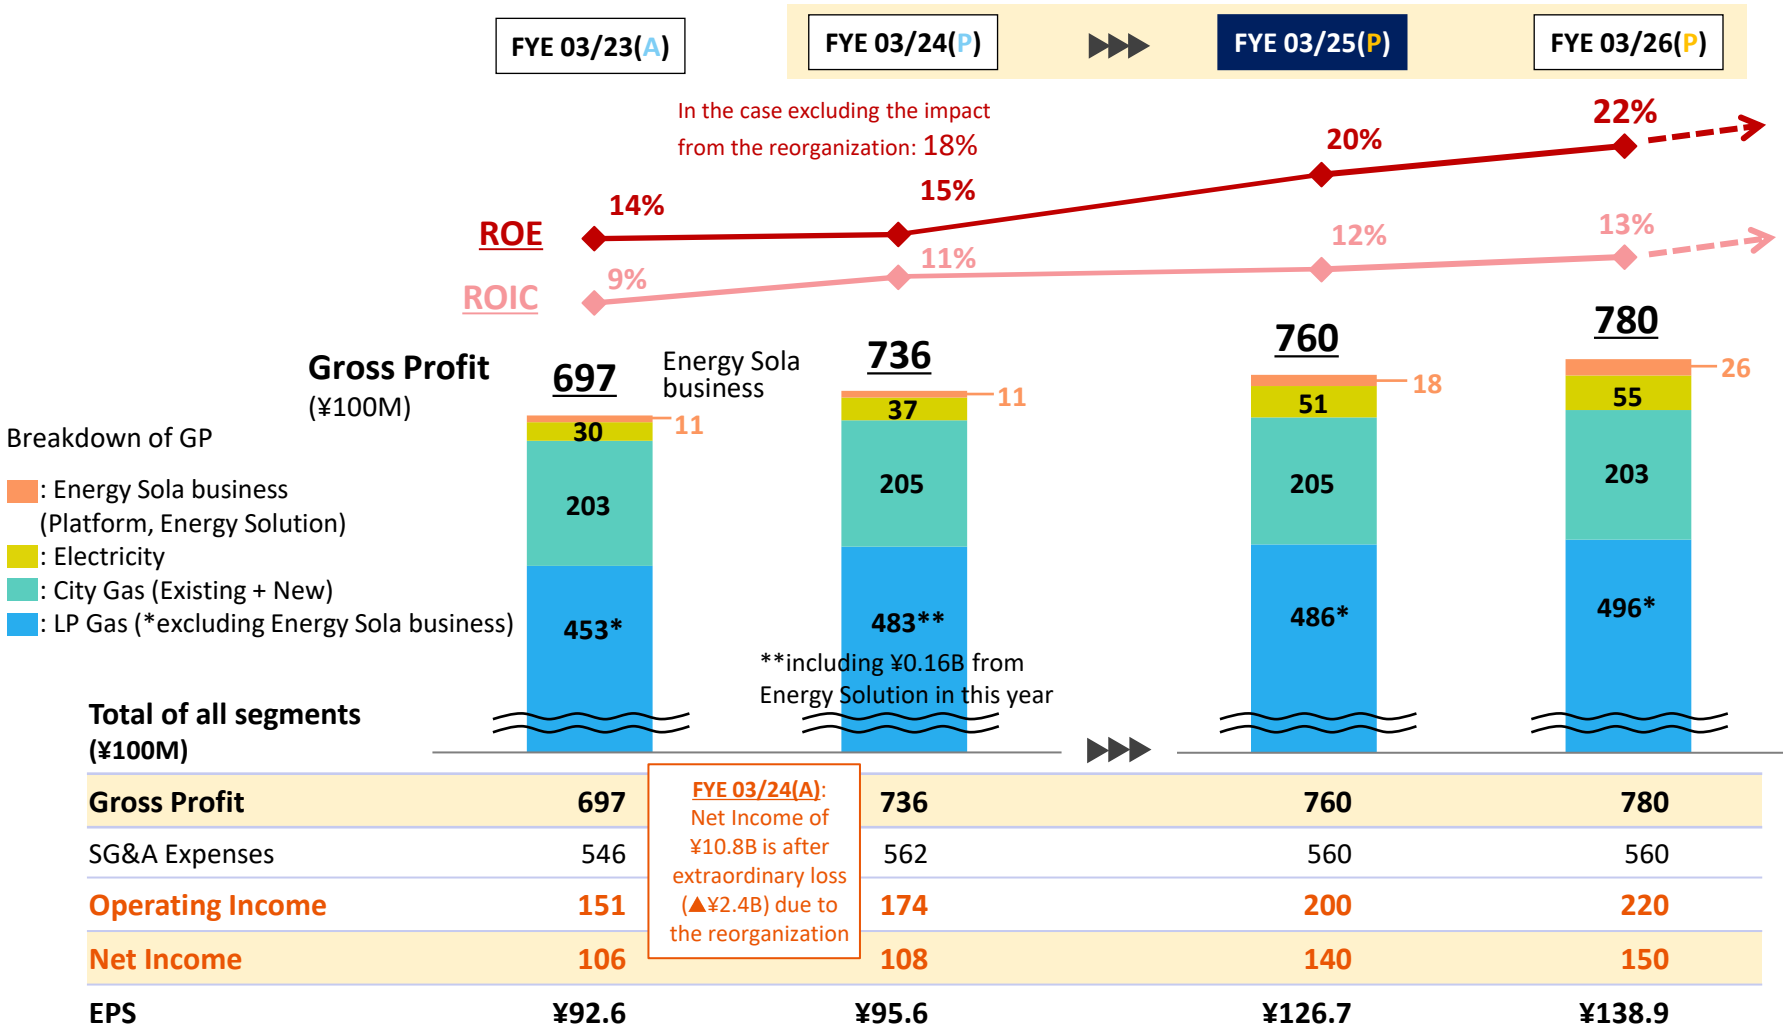 FYE 03/23(A)
FYE 03/24(P)
FYE 03/25(P)
FYE 03/26(P)
In the case excluding the impact
from the reorganization: 18%
22%
20%
15%
14%
ROE
13%
12%
11%
9%
ROIC
Gross Profit
(¥100M)
697
736
760
780
Energy Sola
business
Breakdown of GP
: Energy Sola business
(Platform, Energy Solution)
: Electricity
: City Gas (Existing + New)
: LP Gas (*excluding Energy Sola business)
11
30
203
453*
11
37
205
483**
18
51
205
486*
26
55
203
496*
**including ¥0.16B from
Energy Solution in this year
Total of all segments
(¥100M)
Gross Profit 697 736 760 780
SG&A Expenses 546 562 560 560
Operating Income 151 174 200 220
Net Income 106 108 140 150
EPS ¥92.6 ¥95.6 ¥126.7 ¥138.9
FYE 03/24(A):
Net Income of
¥10.8B is after
extraordinary loss
(▲¥2.4B) due to
the reorganization